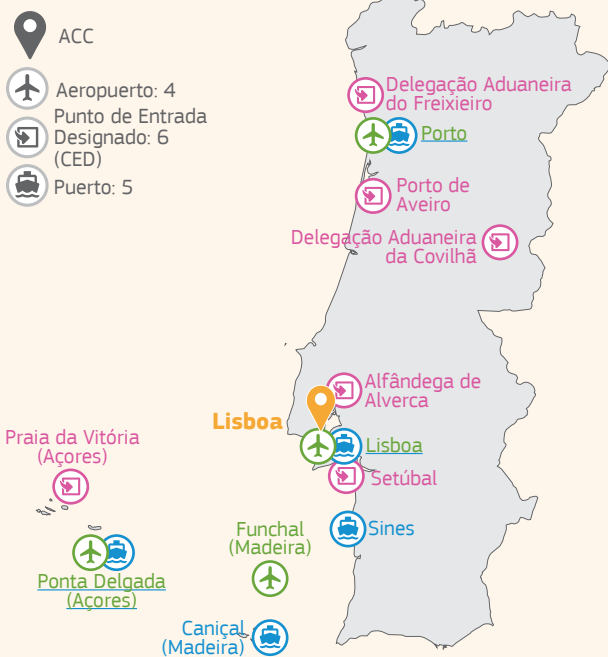 ACC
Aeropuerto: 4
Punto de Entrada
Designado: 6
(CED)
Puerto: 5
Delegação Aduaneira
do Freixieiro
Porto
Porto de
Aveiro
Delegação Aduaneira
da Covilhã
Alfândega de
Alverca
Lisboa
Lisboa
Setúbal
Praia da Vitória
(Açores)
Sines
Funchal
(Madeira)
Ponta Delgada
(Açores)
Caniçal
(Madeira)